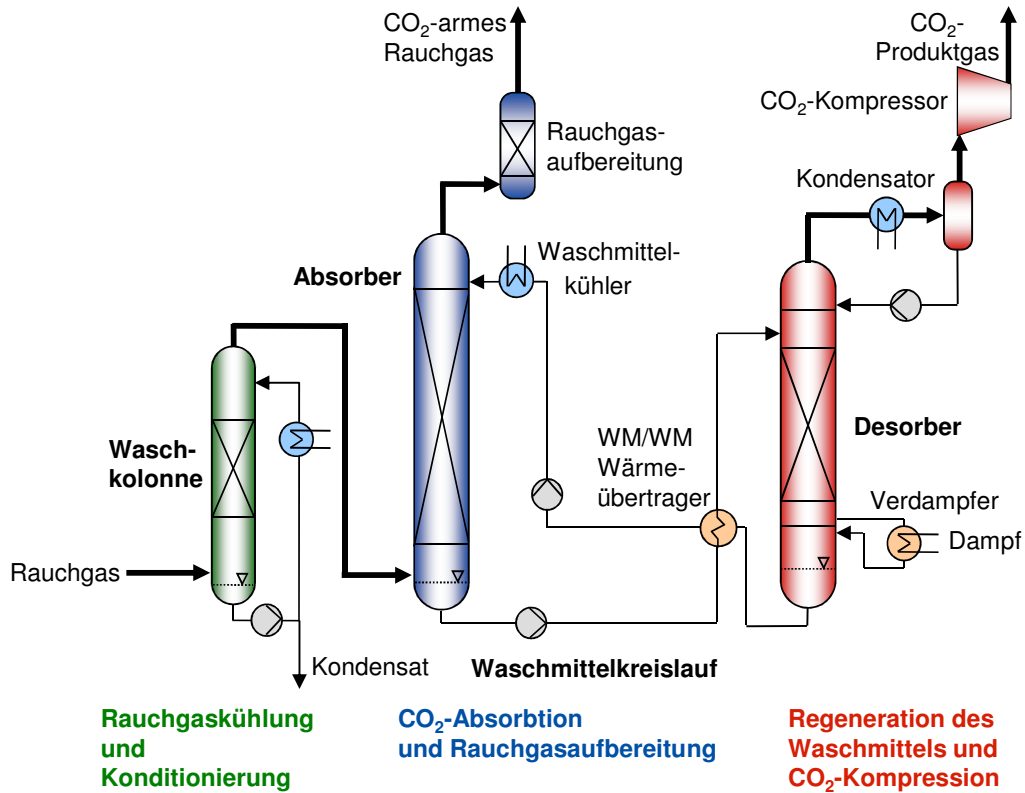 CO₂-armes
Rauchgas
CO₂-
Produktgas
CO₂-Kompressor
Rauchgas-
aufbereitung
Kondensator
Absorber
Waschmittel-
kühler
Wasch-
kolonne
WM/WM
Wärme-
übertrager
Desorber
Verdampfer
Dampf
Rauchgas
Kondensat
Waschmittelkreislauf
Rauchgaskühlung
und
Konditionierung
CO₂-Absorbtion
und Rauchgasaufbereitung
Regeneration des
Waschmittels und
CO₂-Kompression